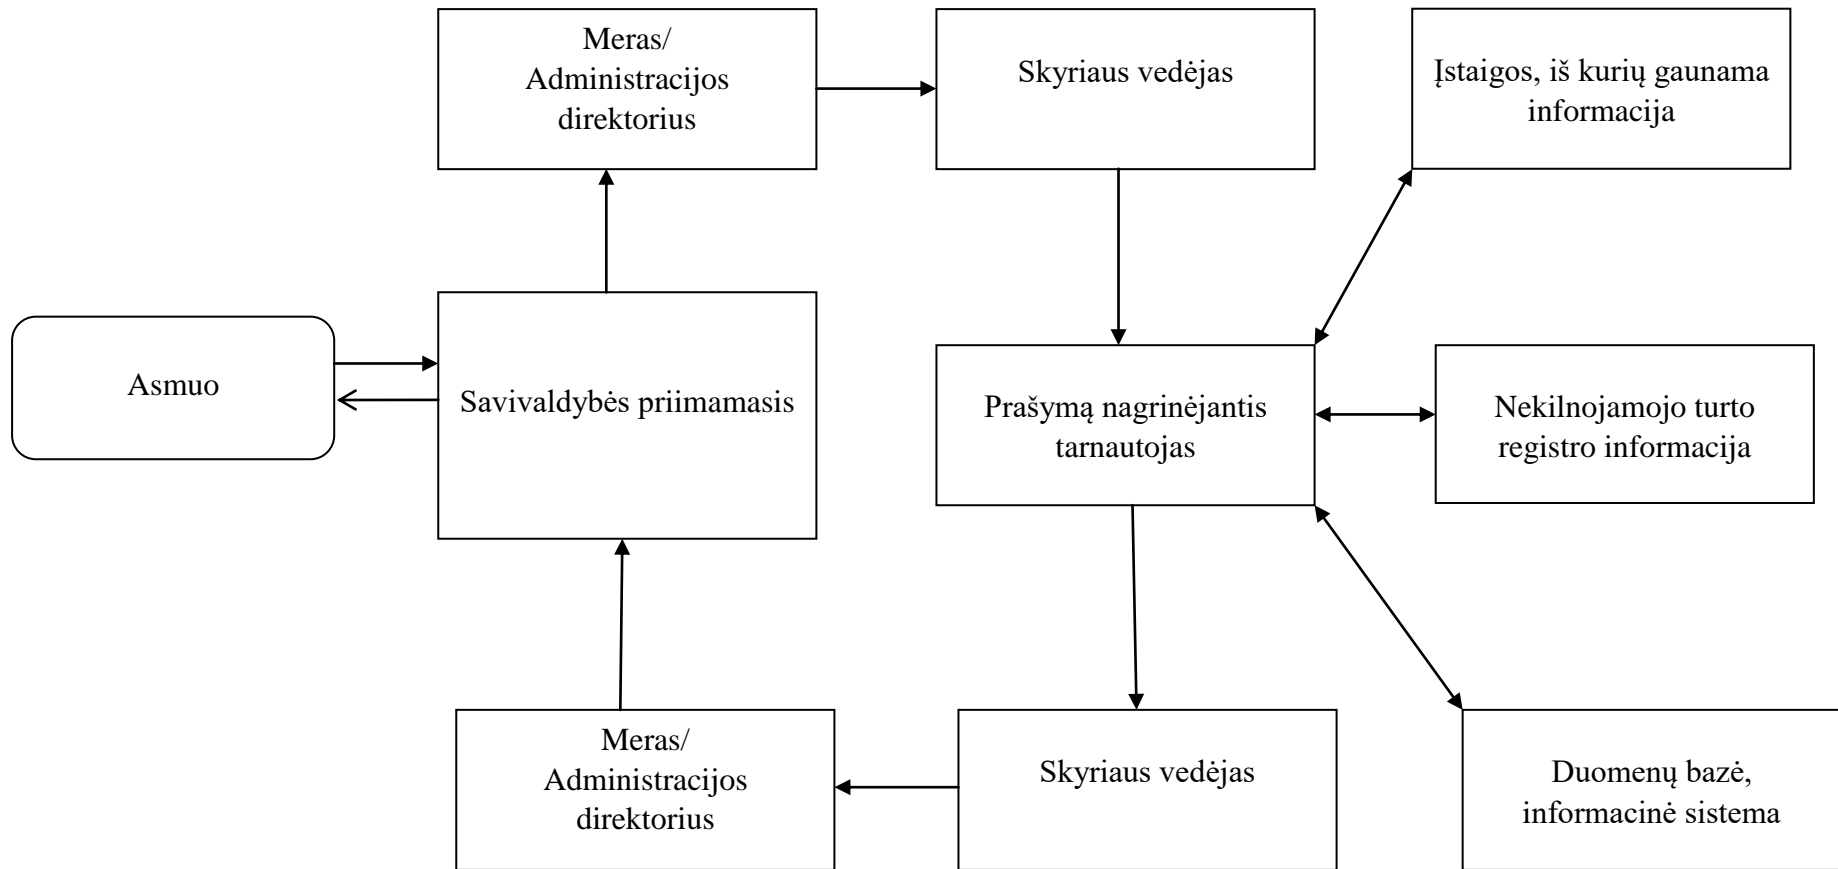 Meras/
Administracijos
direktorius
Skyriaus vedėjas
Įstaigos, iš kurių gaunama
informacija
Asmuo
Savivaldybės priimamasis
Prašymą nagrinėjantis
tarnautojas
Nekilnojamojo turto
registro informacija
Meras/
Administracijos
direktorius
Skyriaus vedėjas
Duomenų bazė,
informacinė sistema